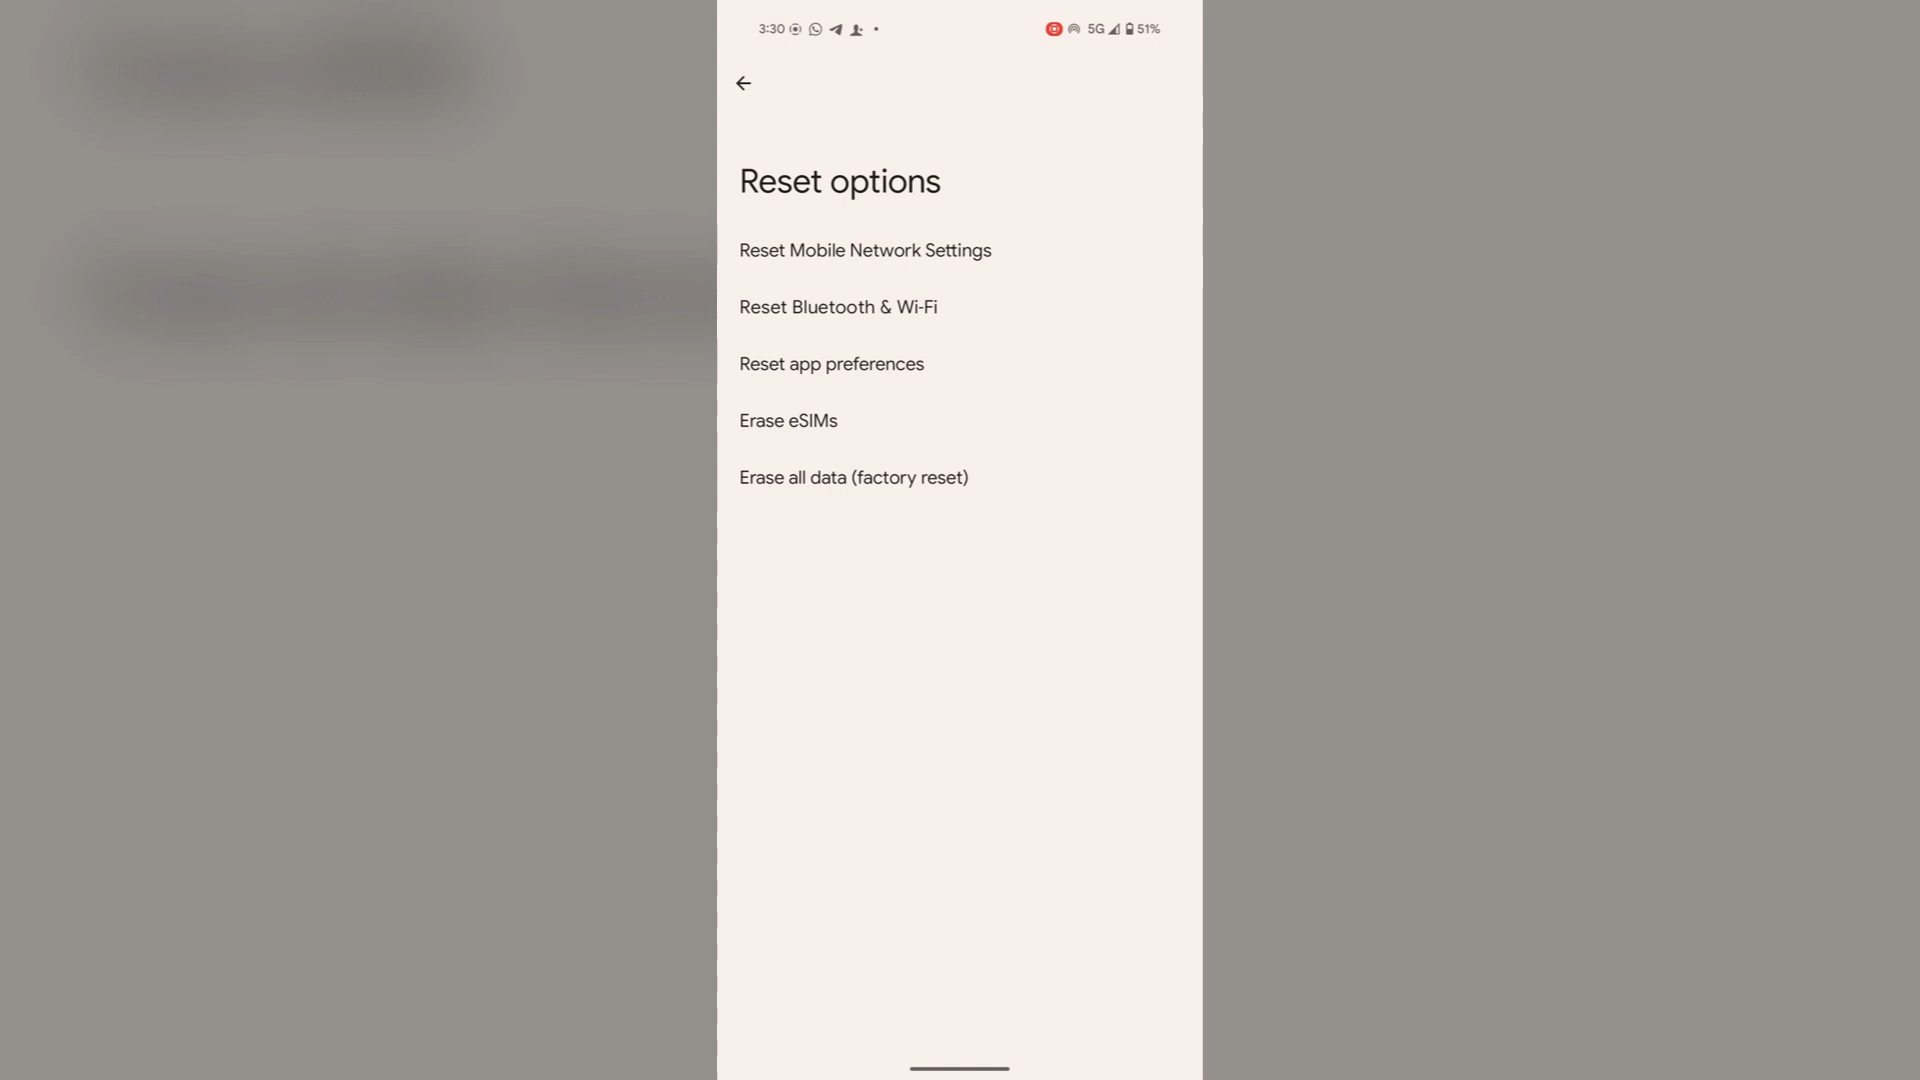 3:30 5G 51%
Reset options
Reset Mobile Network Settings
Reset Bluetooth & Wi-Fi
Reset app preferences
Erase eSIMs
Erase all data (factory reset)